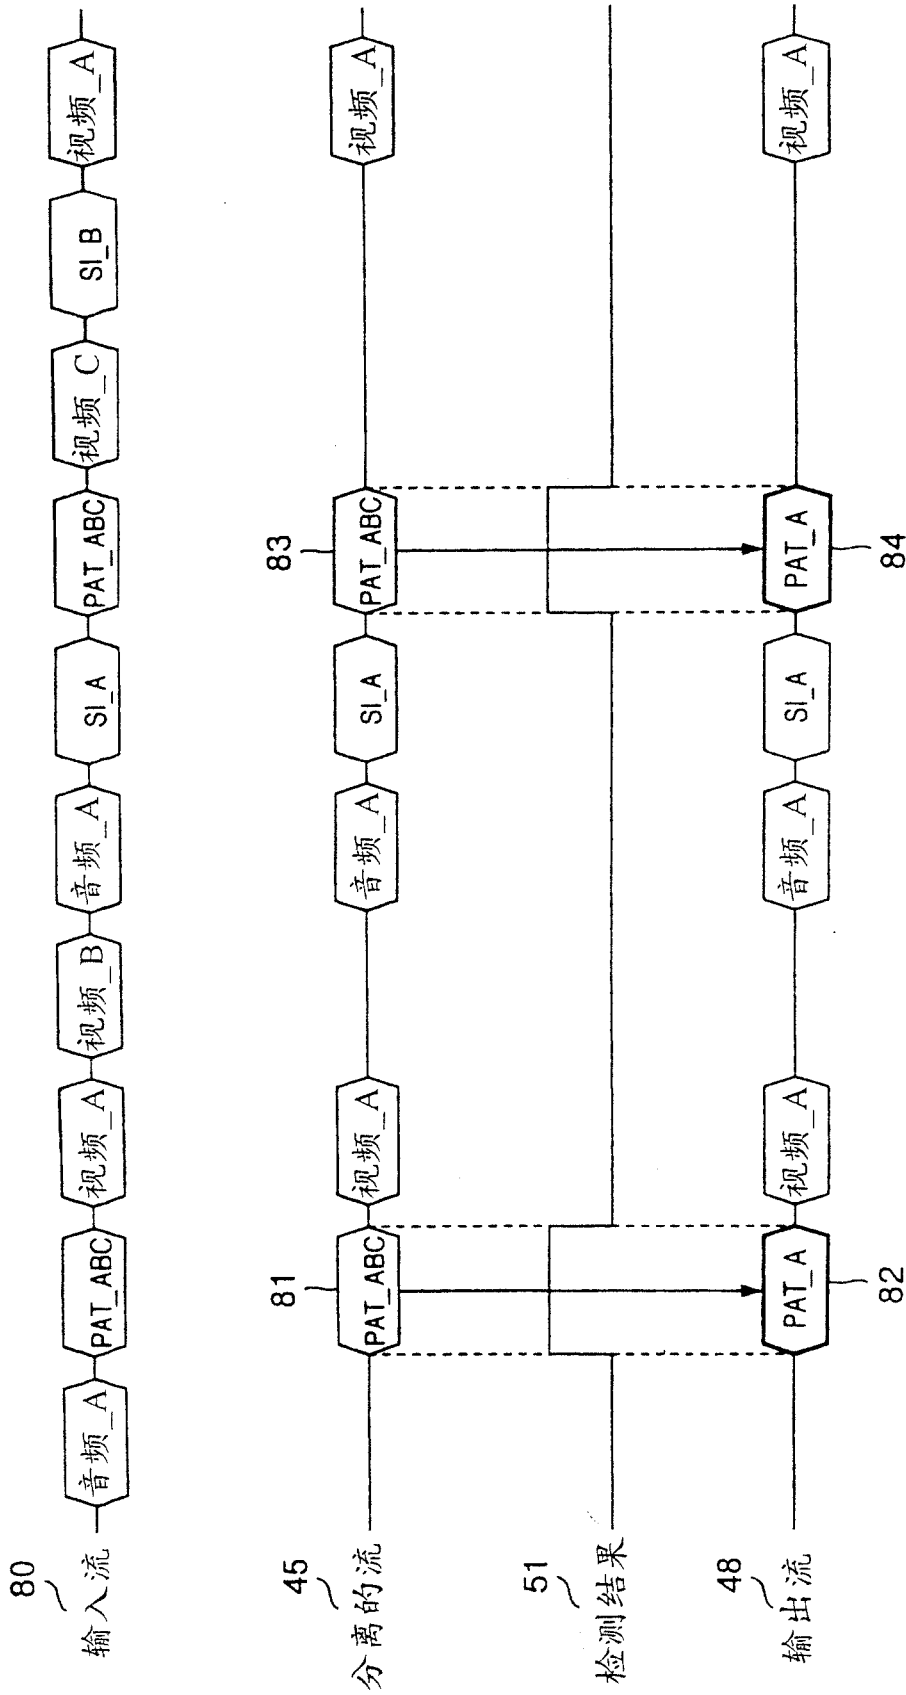 80
输入流
音频_A
PAT_ABC
视频_A
视频_B
音频_A
SI_A
PAT_ABC
视频_C
SI_B
视频_A
45
分离的流
81
PAT_ABC
视频_A
音频_A
SI_A
83
PAT_ABC
视频_A
51
检测结果
48
输出流
PAT_A
82
视频_A
音频_A
SI_A
PAT_A
84
视频_A